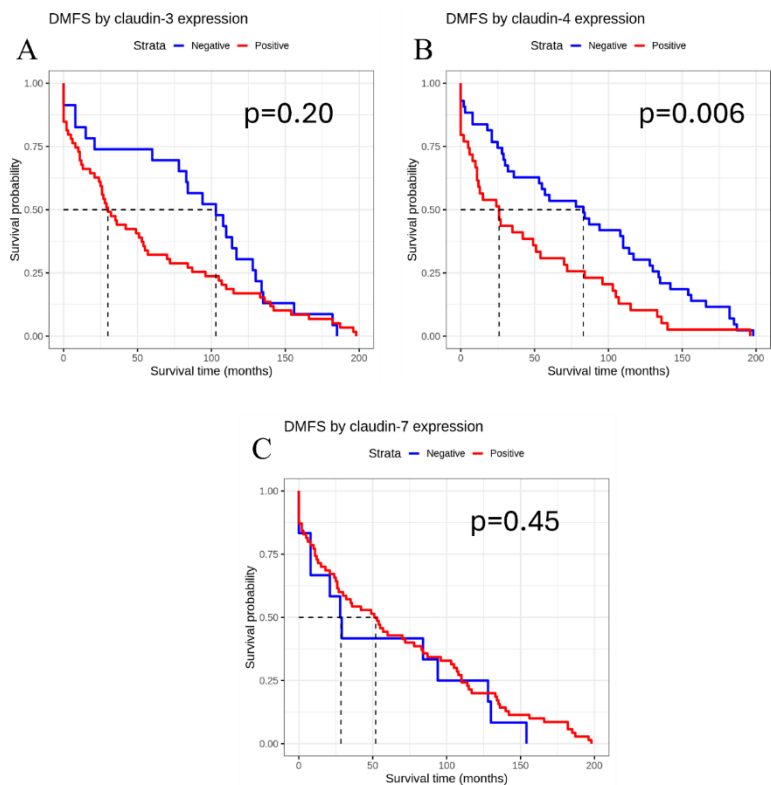 DMFS by claudin-3 expression
A
Strata Negative Positive
p=0.20
Survival probability
1.00
0.75
0.50
0.25
0.00
0 50 100 150 200
Survival time (months)
DMFS by claudin-4 expression
B
Strata Negative Positive
p=0.006
Survival probability
1.00
0.75
0.50
0.25
0.00
0 50 100 150 200
Survival time (months)
DMFS by claudin-7 expression
C
Strata Negative Positive
p=0.45
Survival probability
1.00
0.75
0.50
0.25
0.00
0 50 100 150 200
Survival time (months)